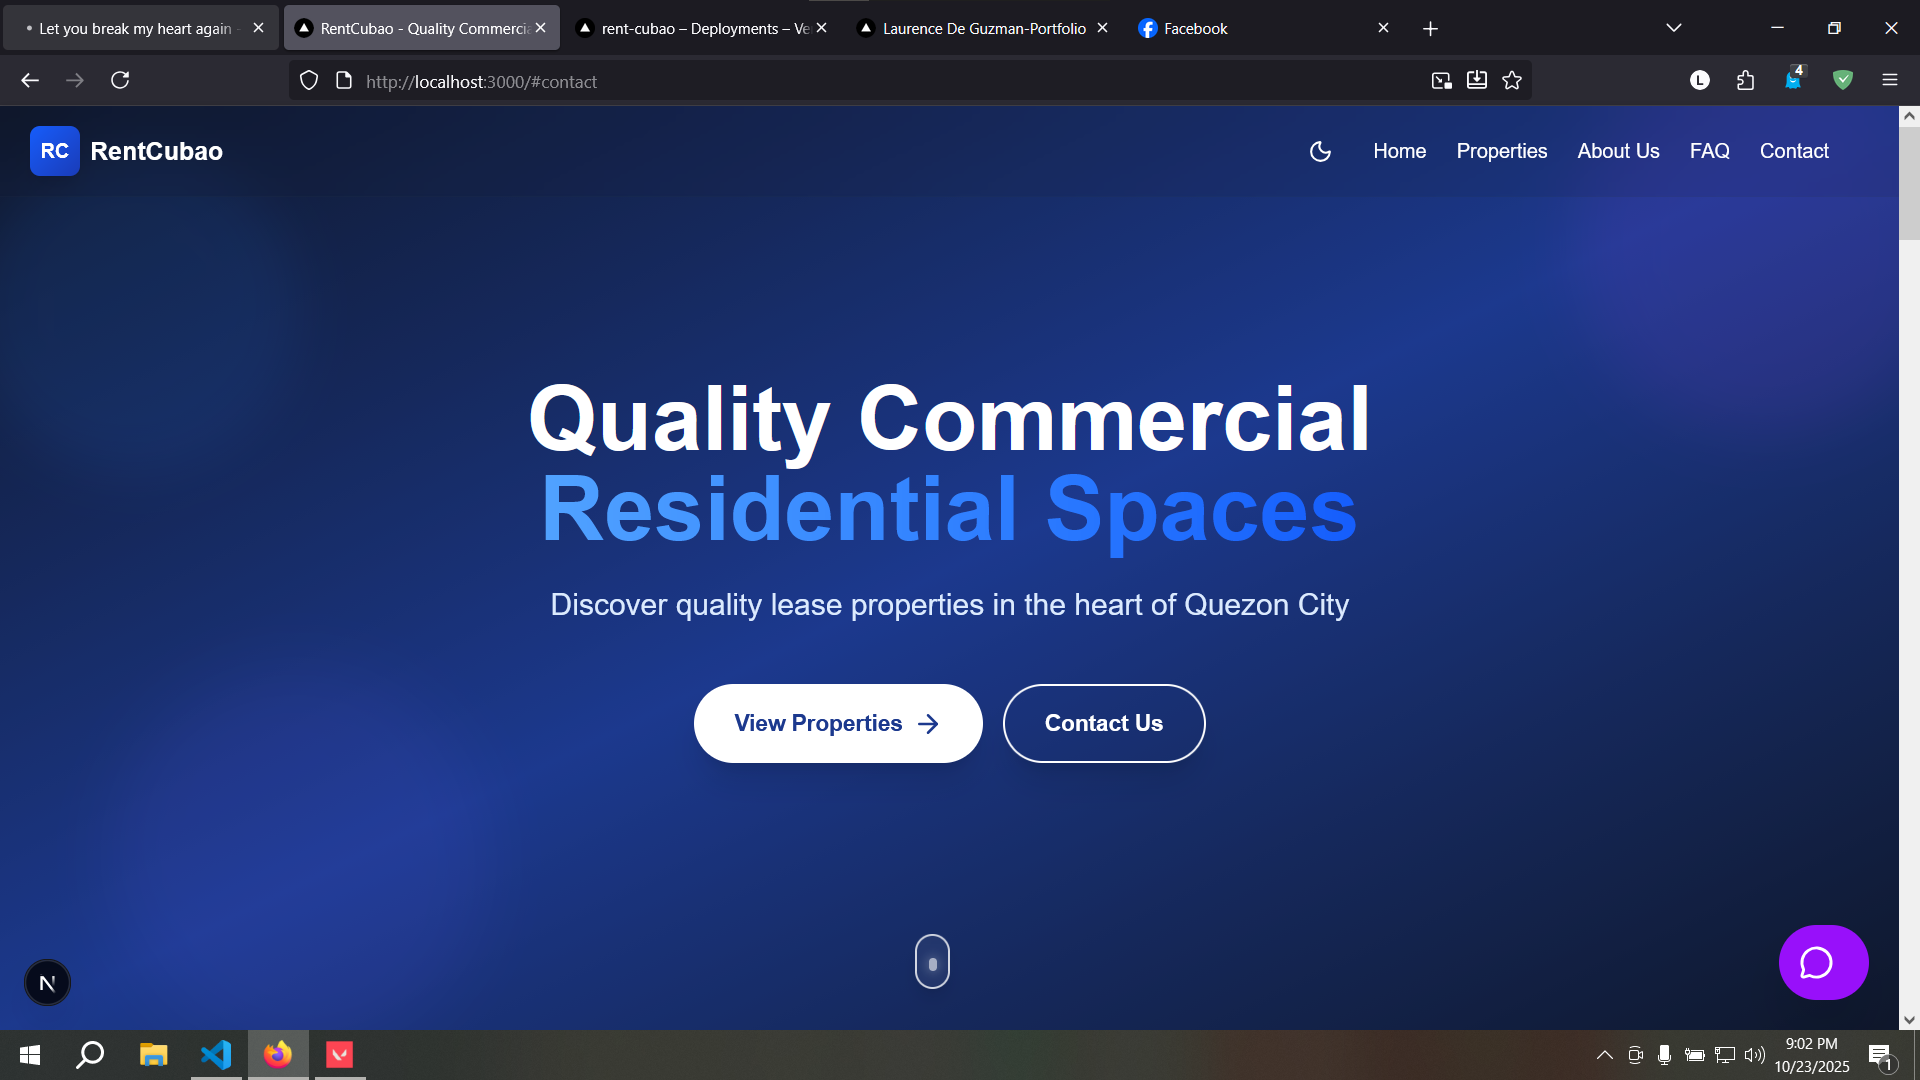 Let you break my heart again -
RentCubao - Quality Commercia
rent-cubao – Deployments – Ve
Laurence De Guzman-Portfolio
Facebook
http://localhost:3000/#contact
L
4
RC
RentCubao
Home
Properties
About Us
FAQ
Contact
Quality Commercial
Residential Spaces
Discover quality lease properties in the heart of Quezon City
View Properties
Contact Us
N
9:02 PM
10/23/2025
1